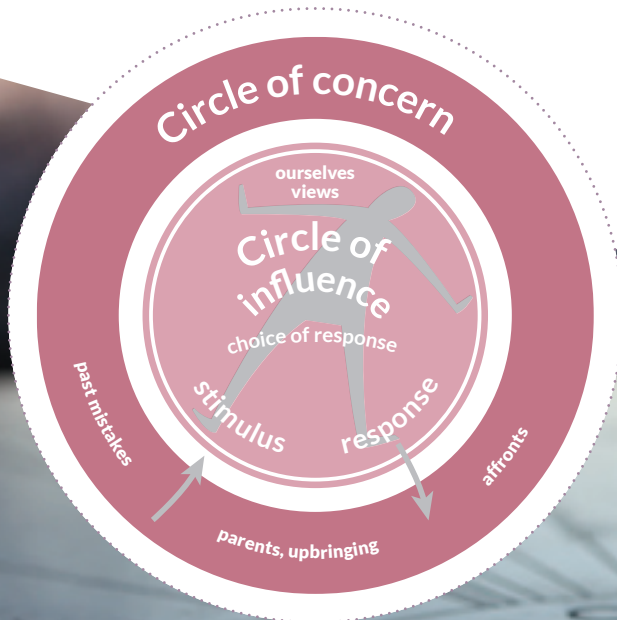 Circle of concern
ourselves
views
Circle of
influence
choice of response
stimulus
response
past mistakes
parents, upbringing
affronts